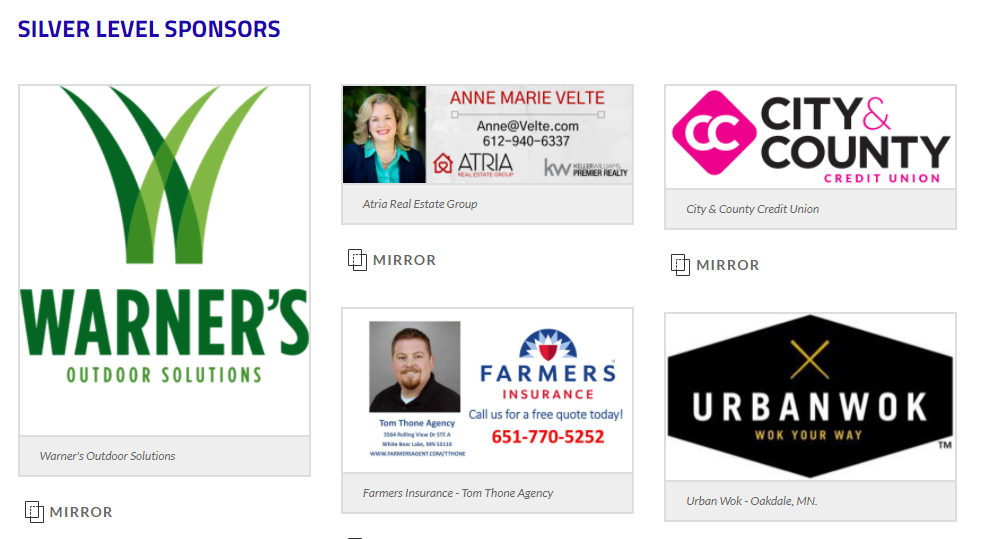 SILVER LEVEL SPONSORS
WARNER'S
OUTDOOR SOLUTIONS
Warner's Outdoor Solutions
MIRROR
ANNE MARIE VELTE
Anne@Velte.com
612-940-6337
ATRIA
REAL ESTATE GROUP
kw KELLERWILLIAMS.
PREMIER REALTY
Atria Real Estate Group
MIRROR
FARMERS
INSURANCE
Call us for a free quote today!
651-770-5252
Tom Thone Agency
5564 Rolling View Dr STE A
White Bear Lake, MN 55110
WWW.FARMERSAGENT.COM/TTHONE
Farmers Insurance - Tom Thone Agency
CC
CITY&
COUNTY
CREDIT UNION
City & County Credit Union
MIRROR
URBANWOK
WOK YOUR WAY
TM
Urban Wok - Oakdale, MN.